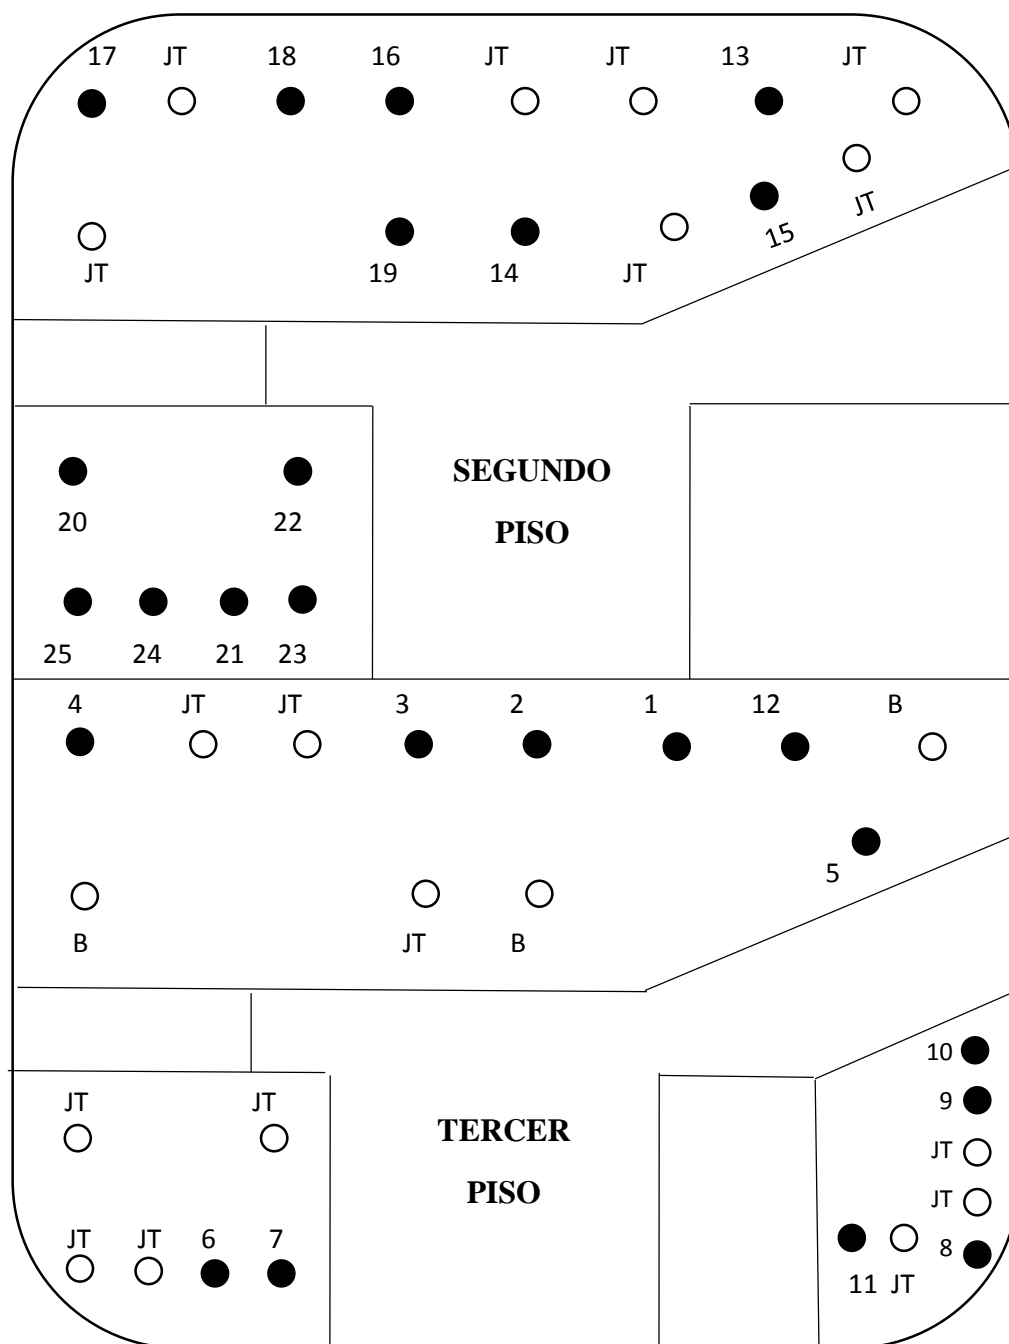 17 JT 18 16 JT JT 13 JT
JT
15
JT 19 14 JT
SEGUNDO
PISO
20 22
25 24 21 23
4 JT JT 3 2 1 12 B
5
B JT B
10
9
JT JT
TERCER
PISO
JT
JT
JT JT 6 7
8
11 JT